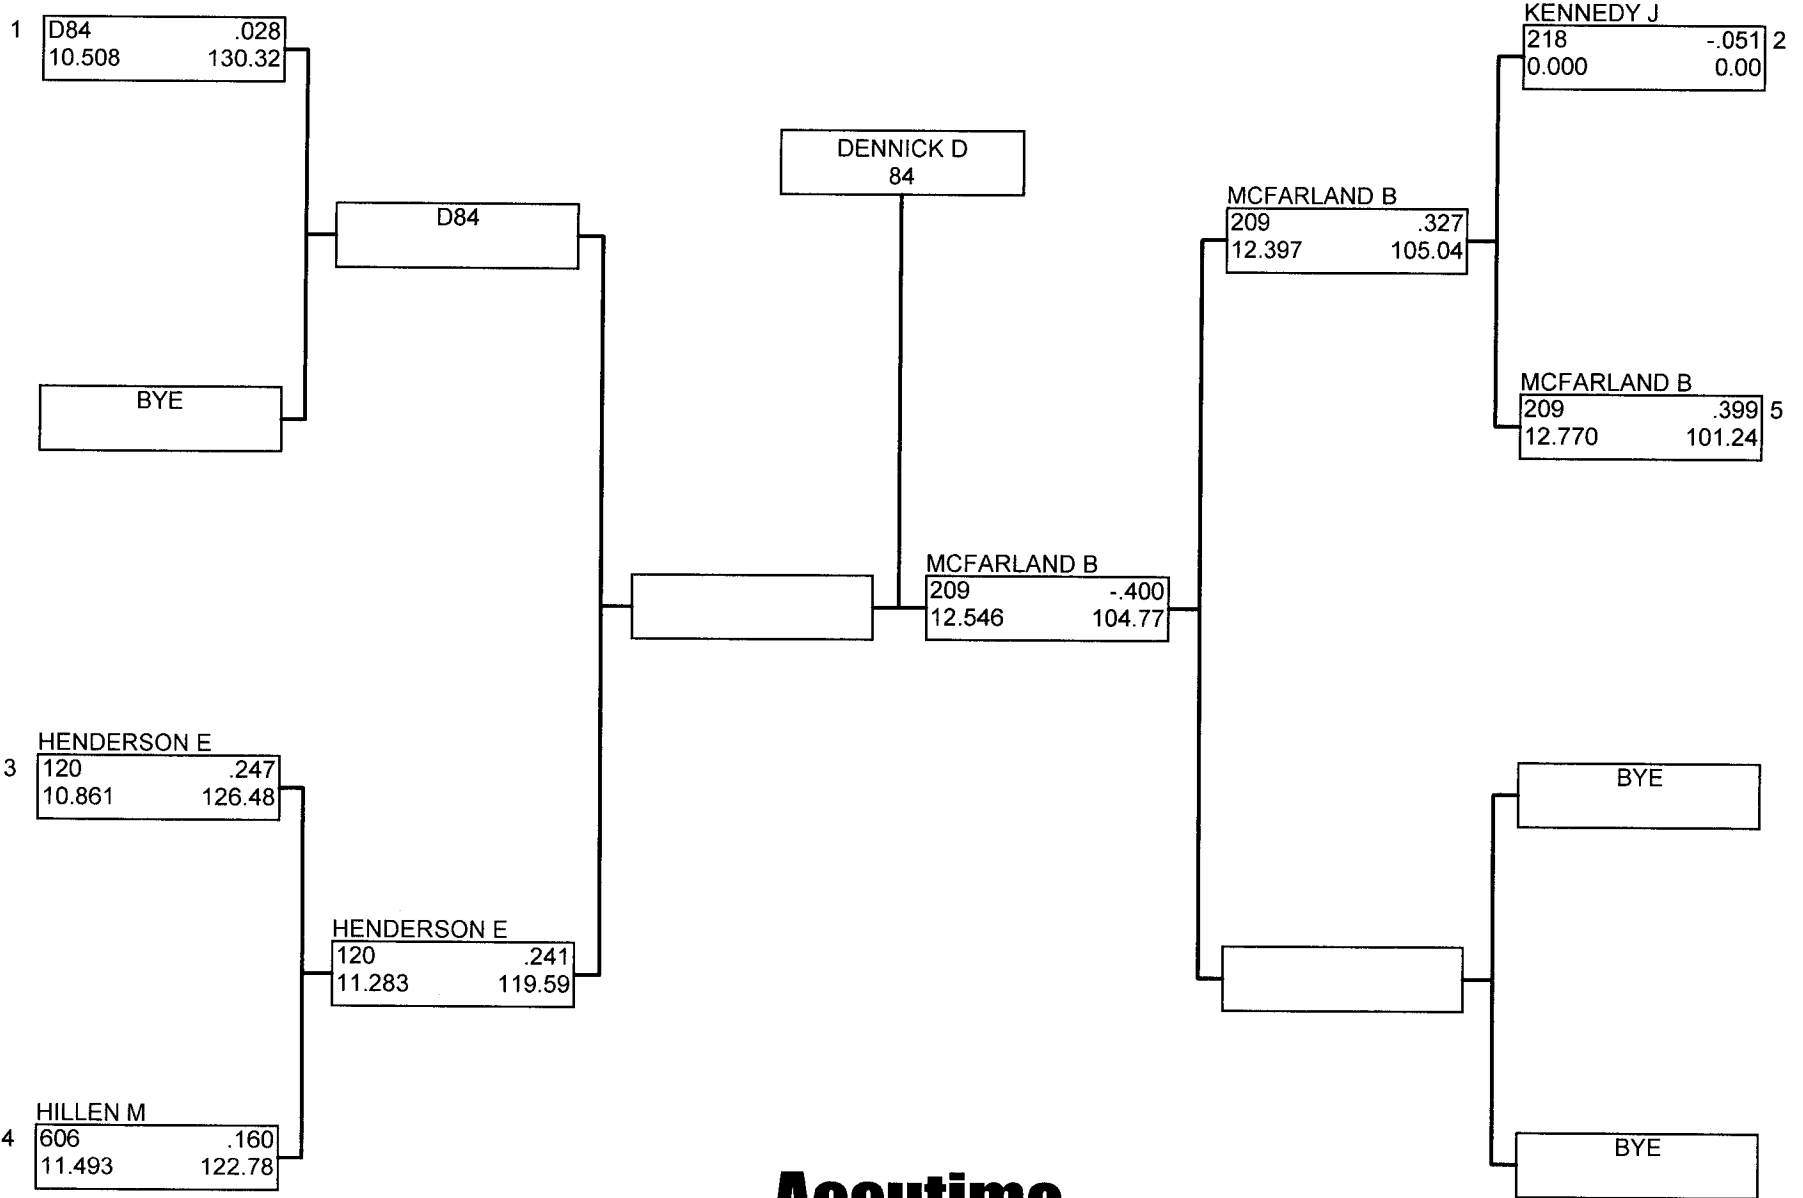 1
D84 .028
10.508 130.32
D84
BYE
3
HENDERSON E
120 .247
10.861 126.48
HENDERSON E
120 .241
11.283 119.59
4
HILLEN M
606 .160
11.493 122.78
DENNICK D
84
MCFARLAND B
209 -.400
12.546 104.77
MCFARLAND B
209 .327
12.397 105.04
KENNEDY J
218 -.051 2
0.000 0.00
MCFARLAND B
209 .399 5
12.770 101.24
BYE
BYE
Accutime